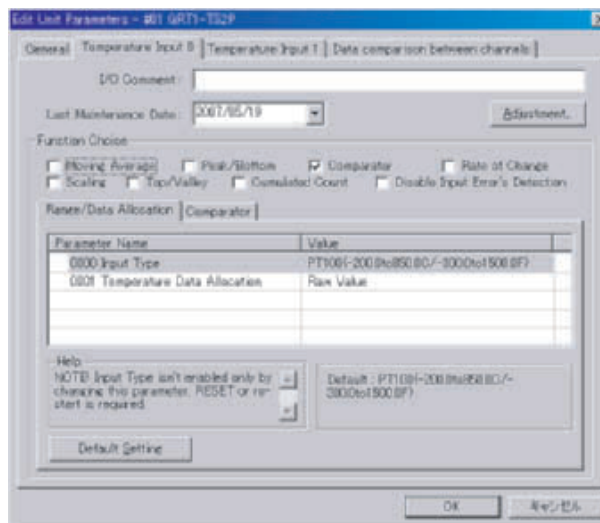 Edit Unit Parameters - #01 GRT1-TS2P
General
Temperature Input 0
Temperature Input 1
Data comparison between channels
I/O Comment:
Last Maintenance Date:
2007/05/19
Adjustment.
Function Choice
Moving Average
Peak/Bottom
Comparator
Rate of Change
Scaling
Top/Valley
Cumulated Count
Disable Input Error's Detection
Range/Data Allocation
Comparator
Parameter Name
Value
0000 Input Type
PT100(-200.0to850.0C/-300.0to1500.0F)
0001 Temperature Data Allocation
Raw Value
Help
NOTE! Input Type isn't enabled only by
changing this parameter. RESET or re-
start is required.
Default : PT100(-200.0to850.0C/-
300.0to1500.0F)
Default Setting
OK
キャンセル